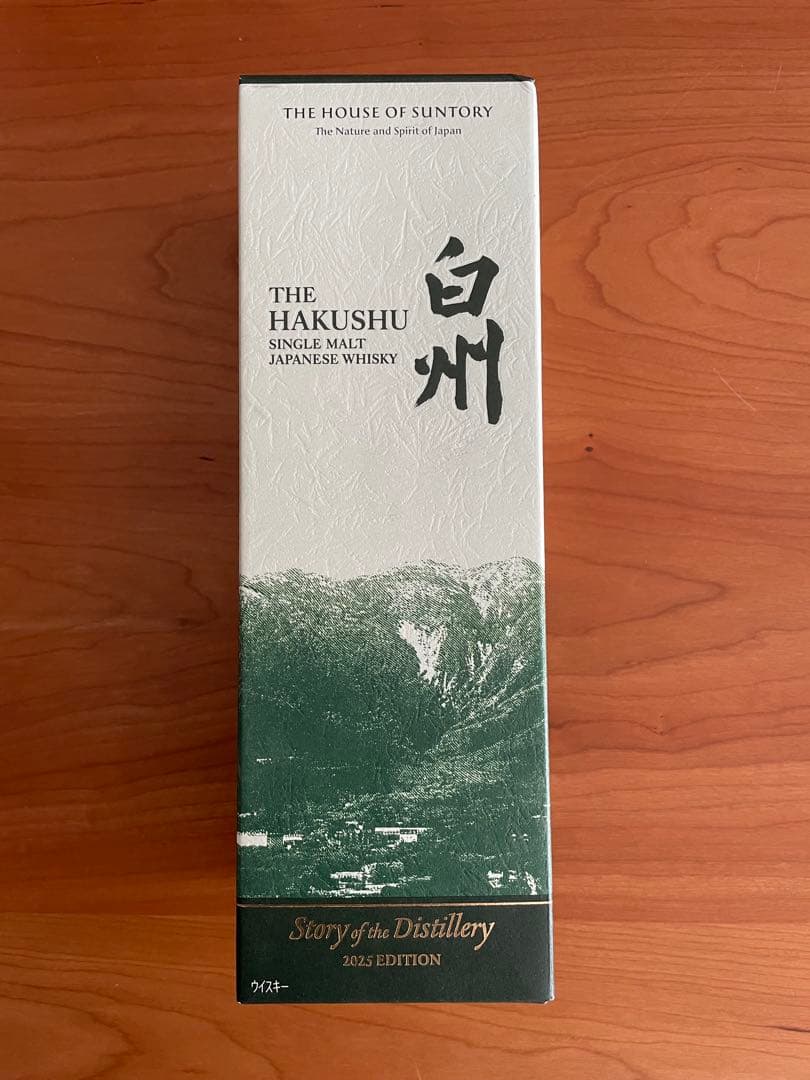 THE HOUSE OF SUNTORY
The Nature and Spirit of Japan
白州
THE
HAKUSHU
SINGLE MALT
JAPANESE WHISKY
Story of the Distillery
2025 EDITION
ウイスキー